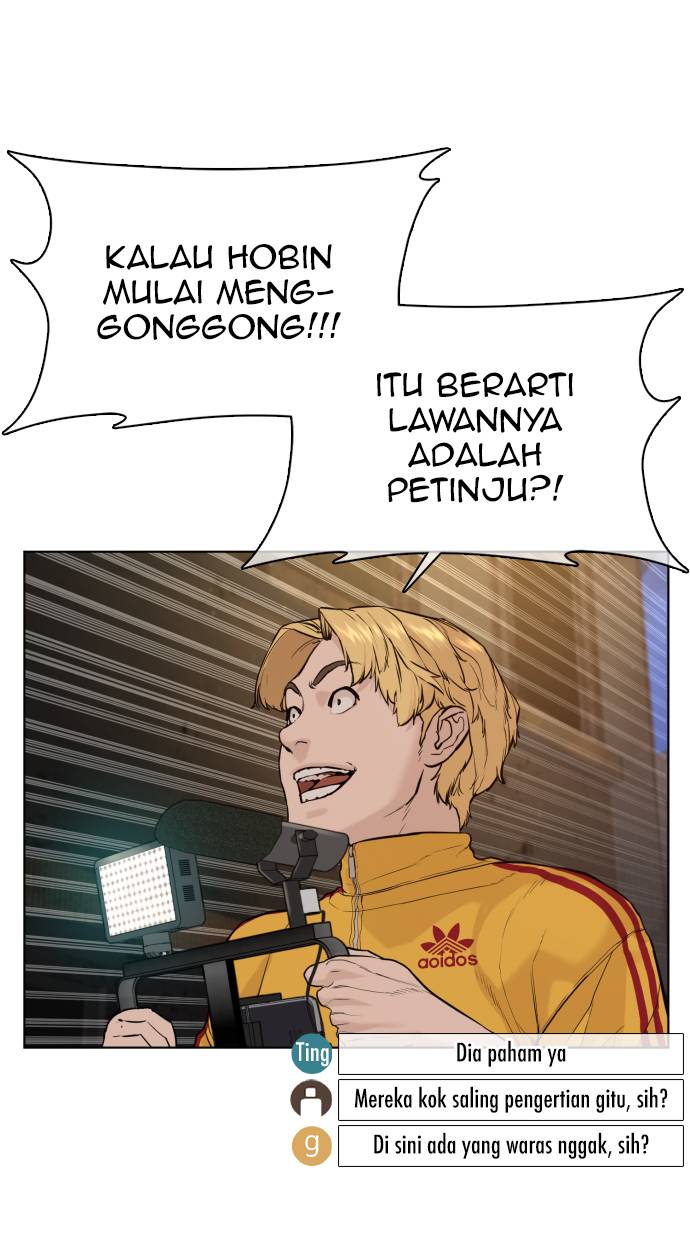 KALAU HOBIN
MULAI MENG-
GONGGONG!!!
ITU BERARTI
LAWANNYA
ADALAH
PETINJU?!
aoidos
Ting
Dia paham ya
Mereka kok saling pengertian gitu, sih?
g
Di sini ada yang waras nggak, sih?